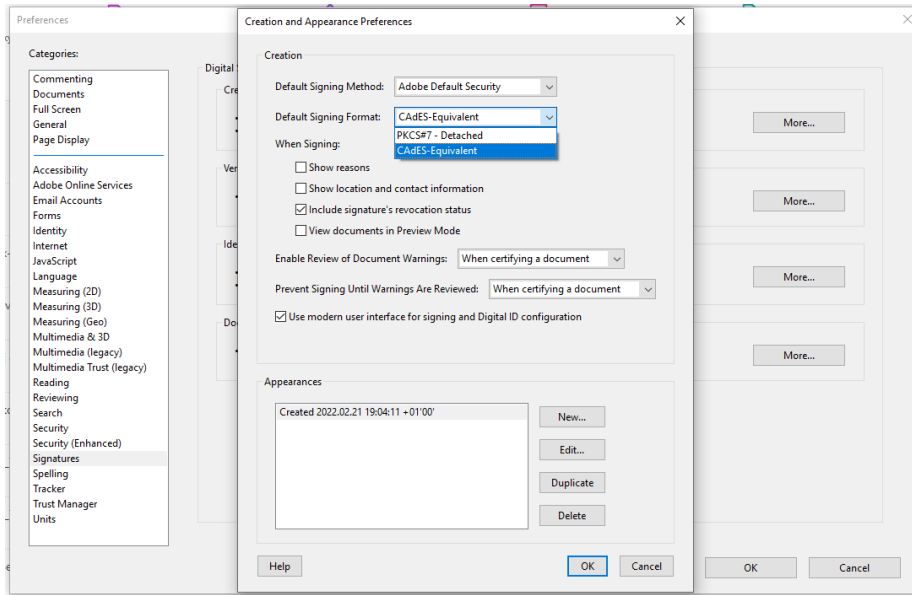 Preferences
Categories:
Commenting
Documents
Full Screen
General
Page Display
Accessibility
Adobe Online Services
Email Accounts
Forms
Identity
Internet
JavaScript
Language
Measuring (2D)
Measuring (3D)
Measuring (Geo)
Multimedia & 3D
Multimedia (legacy)
Multimedia Trust (legacy)
Reading
Reviewing
Search
Security
Security (Enhanced)
Signatures
Spelling
Tracker
Trust Manager
Units
Digital
More...
More...
More...
More...
OK Cancel
Creation and Appearance Preferences
Creation
Default Signing Method: Adobe Default Security
Default Signing Format: CAdES-Equivalent
PKCS#7 - Detached
CAdES-Equivalent
When Signing:
Show reasons
Show location and contact information
Include signature's revocation status
View documents in Preview Mode
Enable Review of Document Warnings: When certifying a document
Prevent Signing Until Warnings Are Reviewed: When certifying a document
Use modern user interface for signing and Digital ID configuration
Appearances
Created 2022.02.21 19:04:11 +01'00'
New...
Edit...
Duplicate
Delete
Help OK Cancel